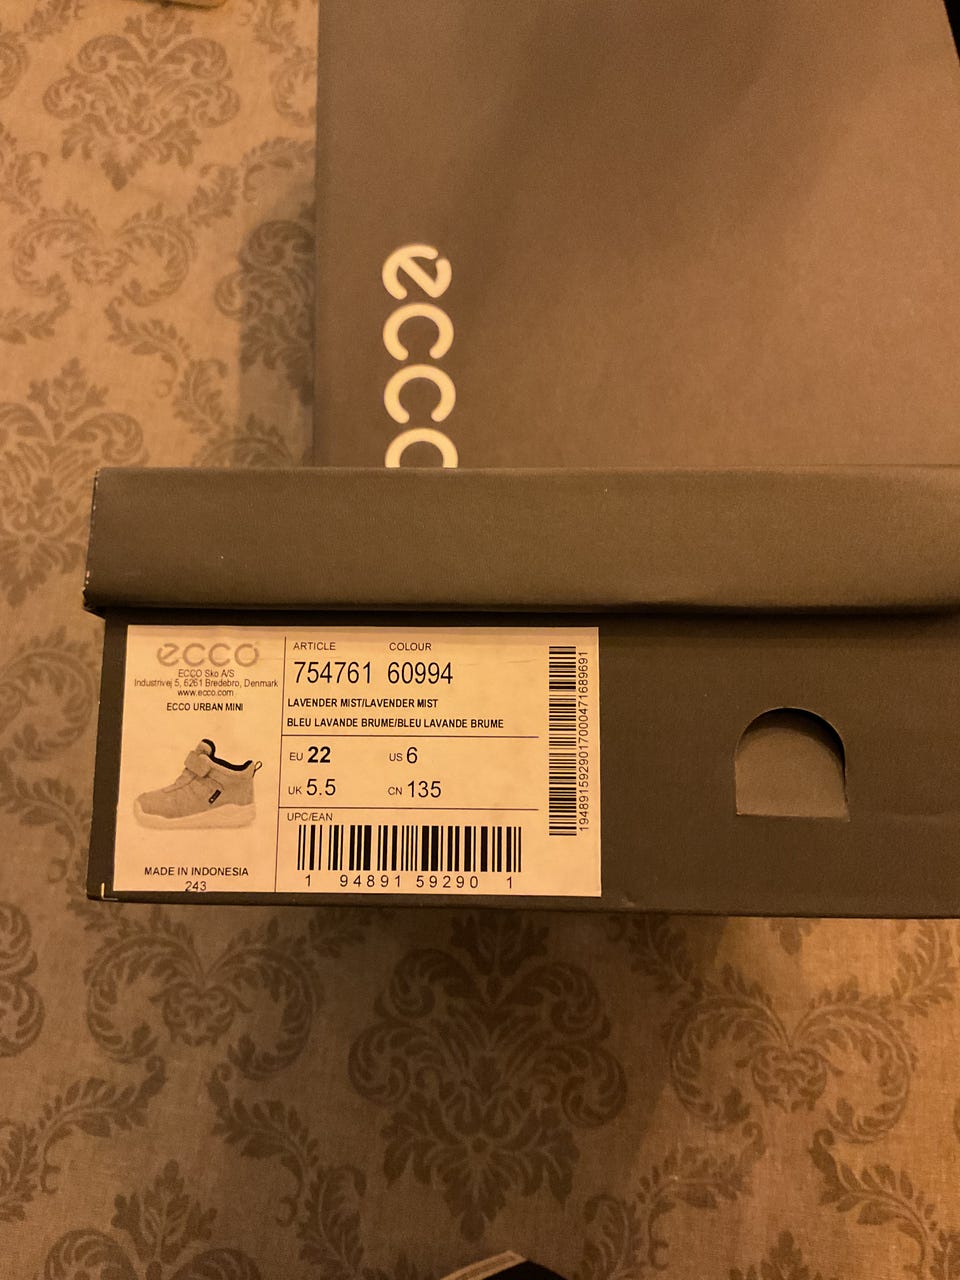 ecco
ecco
ECCO Sko A/S
Industrivej 5, 6261 Bredebro, Denmark
www.ecco.com
ECCO URBAN MINI
MADE IN INDONESIA
243
ARTICLE COLOUR
754761 60994
LAVENDER MIST/LAVENDER MIST
BLEU LAVANDE BRUME/BLEU LAVANDE BRUME
EU 22 US 6
UK 5.5 CN 135
UPC/EAN
1 94891 59290 1
19489159290170004716896​91